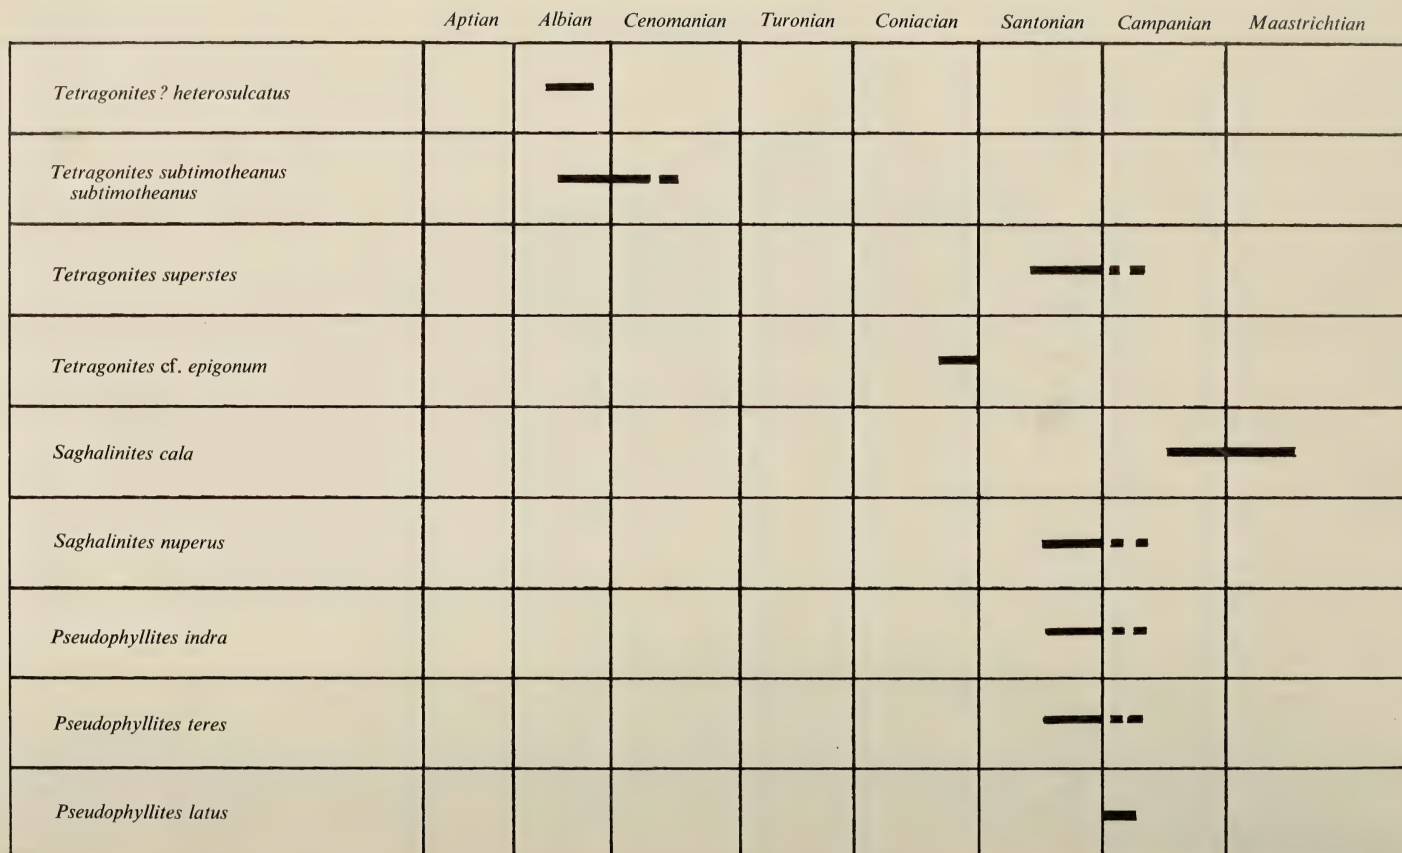 Aptian Albian Cenomanian Turonian Coniacian Santonian Campanian Maastrichtian
Tetragonites? heterosulcatus
Tetragonites subtimotheanus
subtimotheanus
Tetragonites superstes
Tetragonites cf. epigonum
Saghalinites cala
Saghalinites nuperus
Pseudophyllites indra
Pseudophyllites teres
Pseudophyllites latus